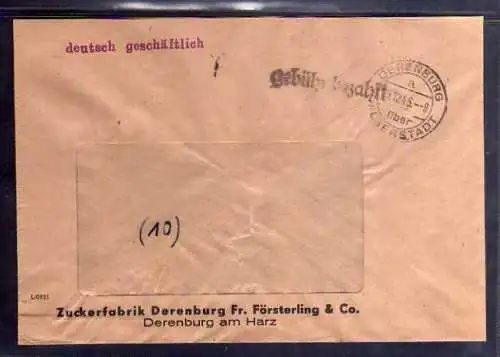 deutsch geschäftlich
Gebühr bezahlt
DERENBURG
a
über
HALBERSTADT
(10)
Zuckerfabrik Derenburg Fr. Försterling & Co.
Derenburg am Harz